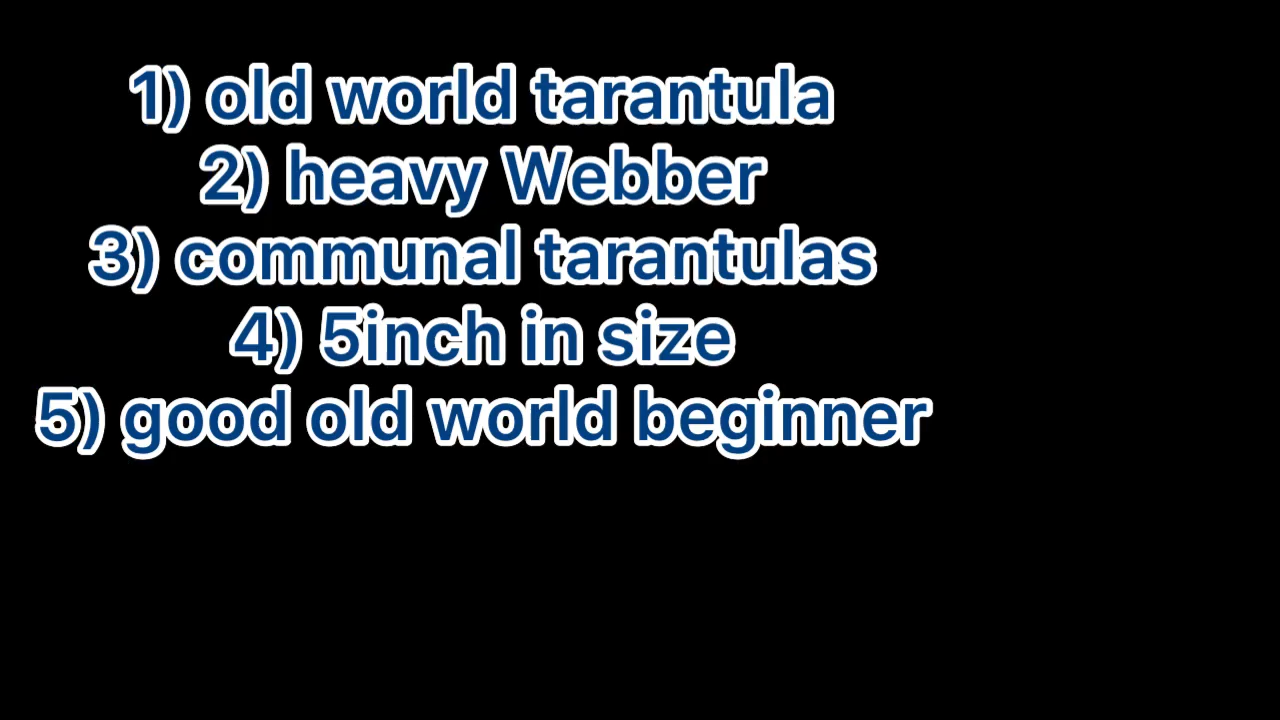 1) old world tarantula
2) heavy Webber
3) communal tarantulas
4) 5inch in size
5) good old world beginner